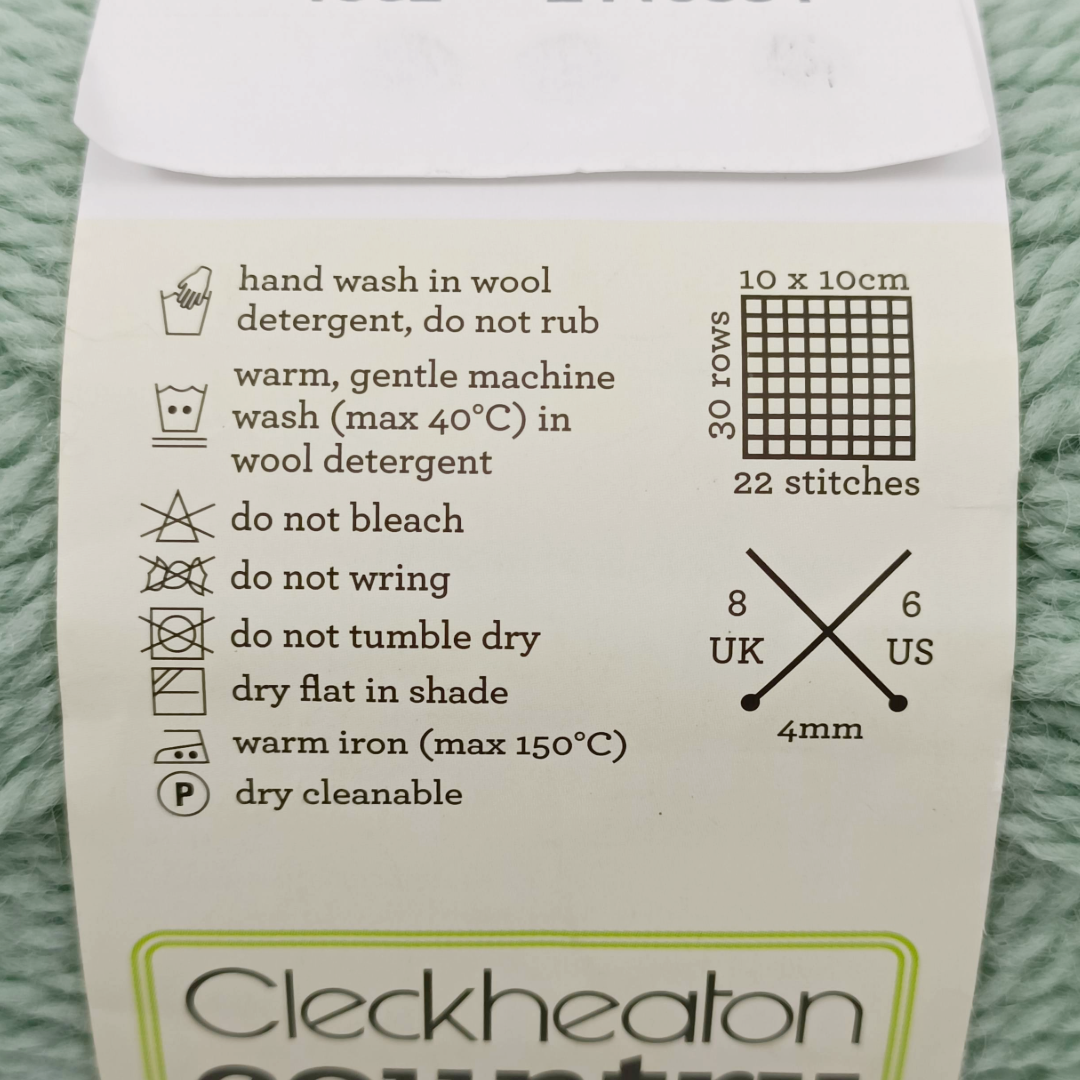 hand wash in wool
detergent, do not rub
warm, gentle machine
wash (max 40°C) in
wool detergent
do not bleach
do not wring
do not tumble dry
dry flat in shade
warm iron (max 150°C)
P
dry cleanable
10 x 10cm
30 rows
22 stitches
8
UK
6
US
4mm
Cleckheaton
country